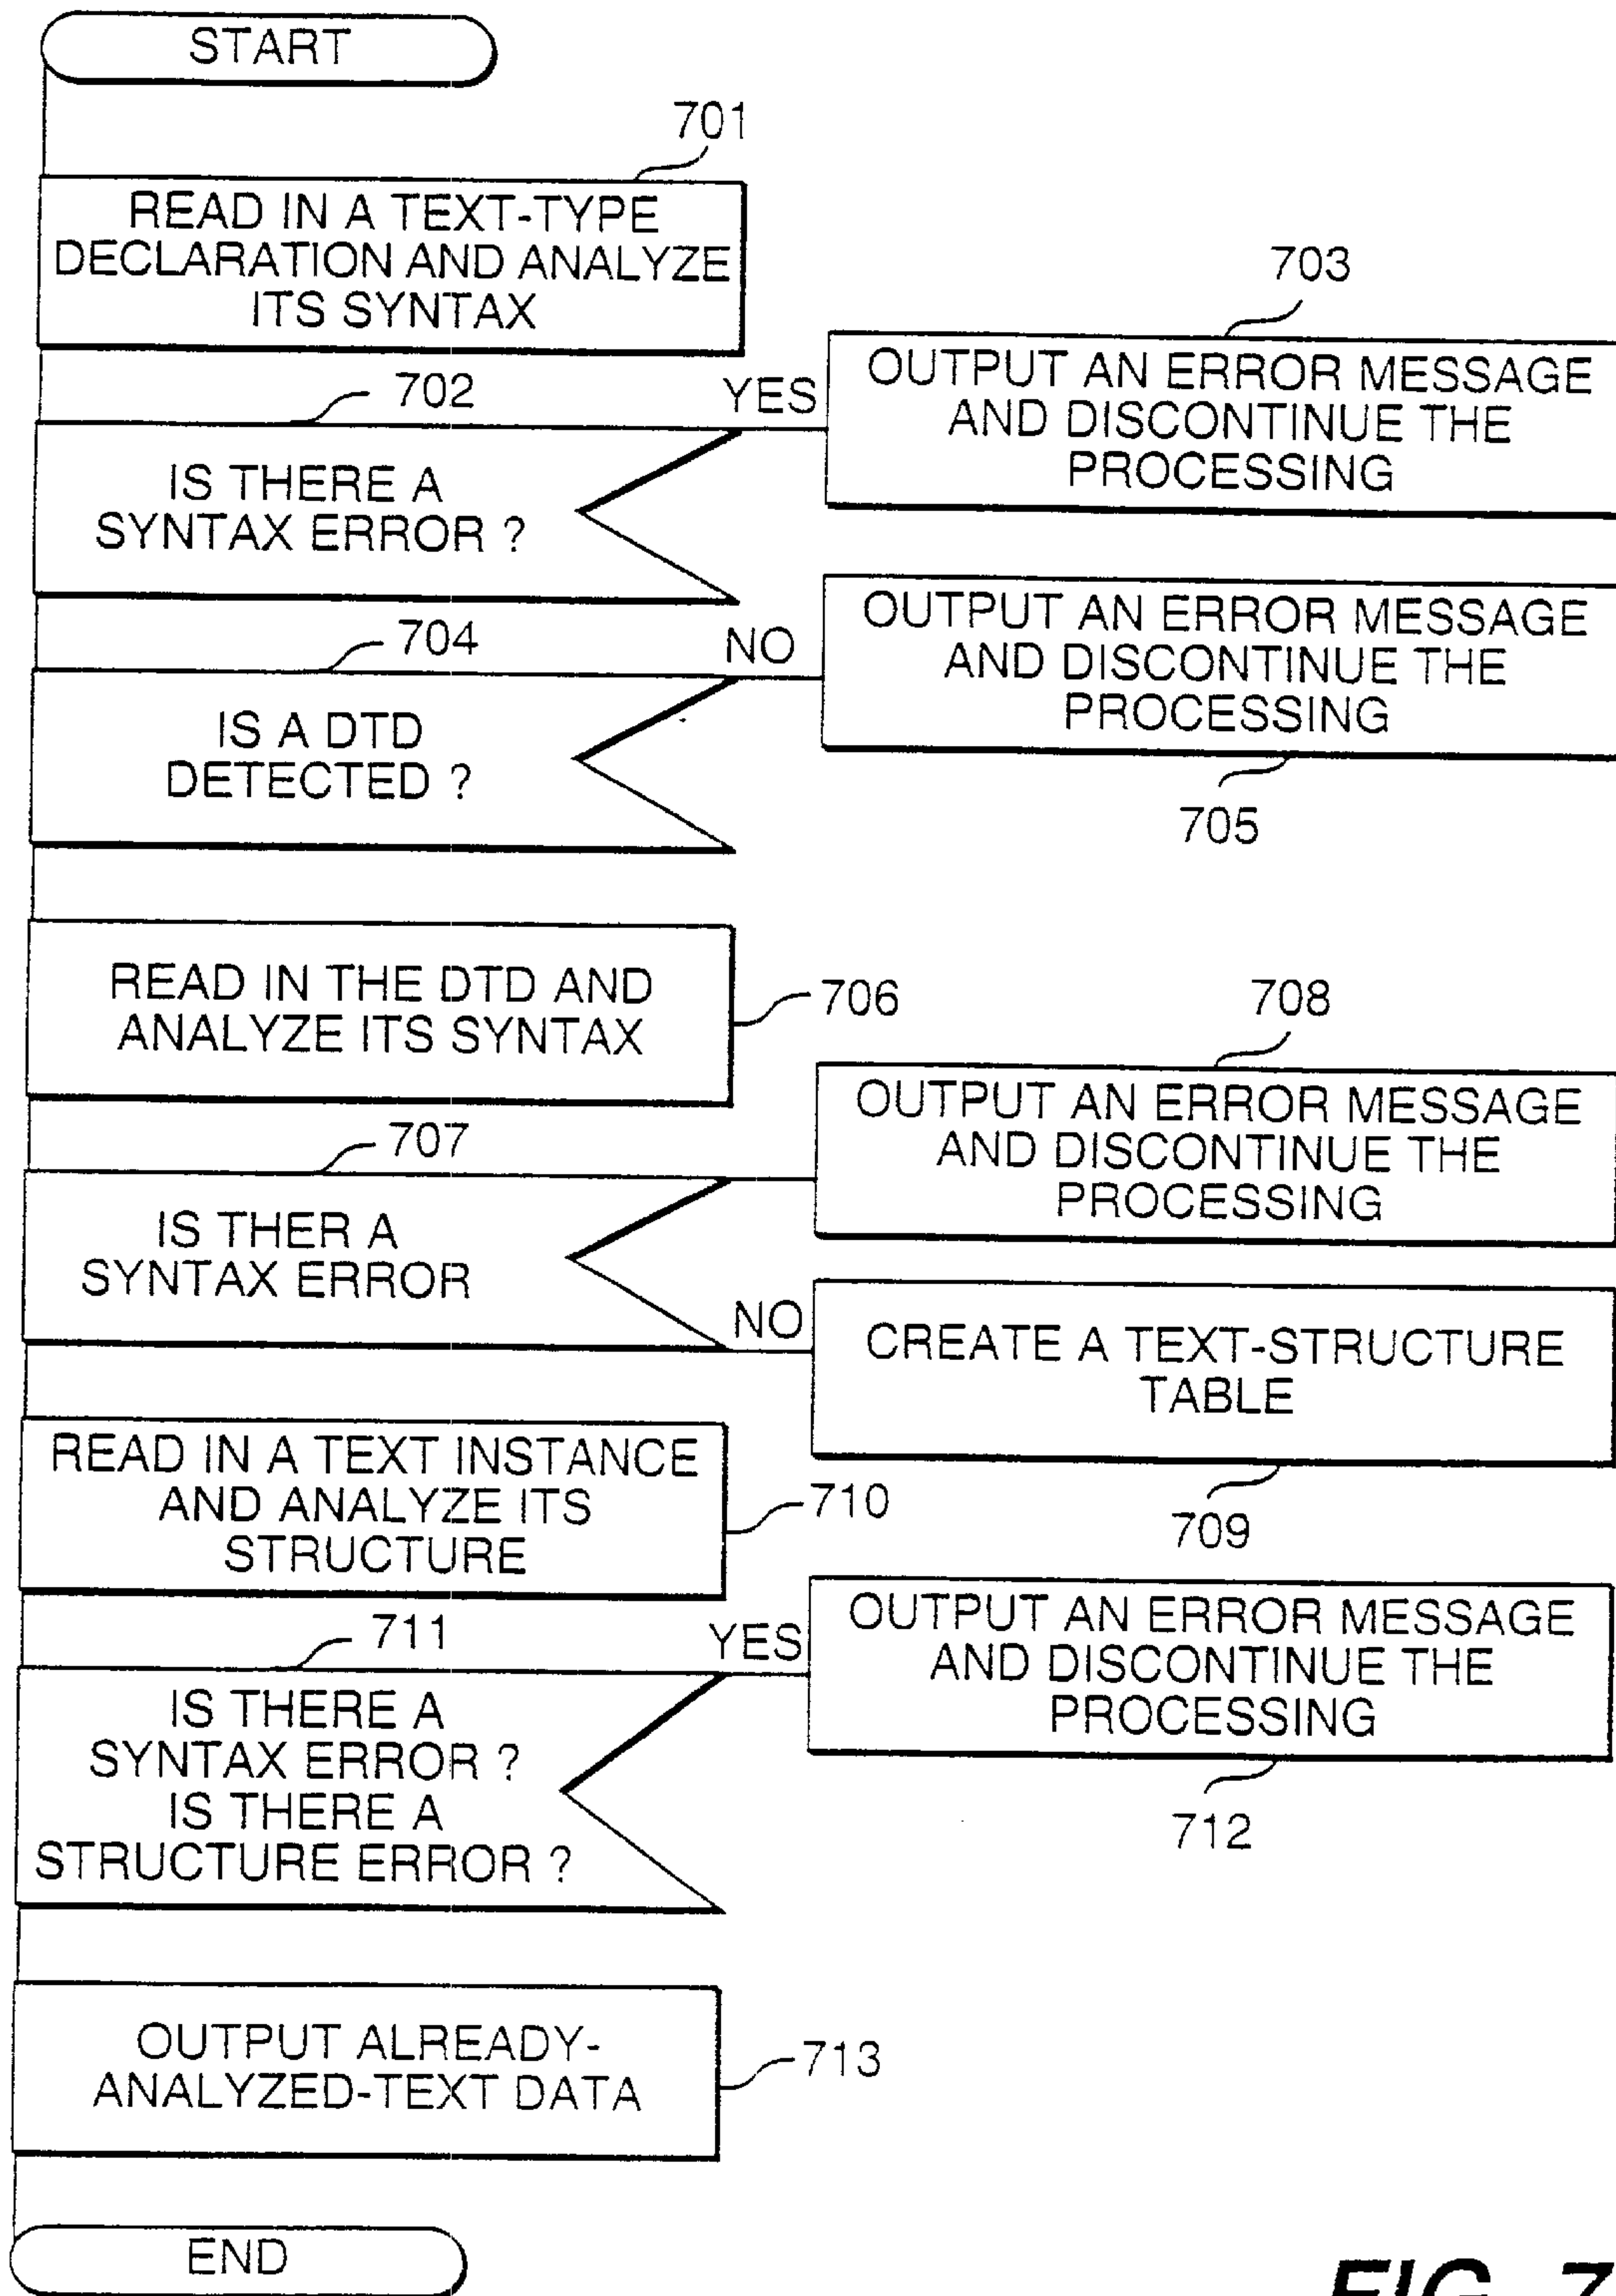 START
701
READ IN A TEXT-TYPE
DECLARATION AND ANALYZE
ITS SYNTAX
703
OUTPUT AN ERROR MESSAGE
AND DISCONTINUE THE
PROCESSING
702
YES
IS THERE A
SYNTAX ERROR ?
704
NO
OUTPUT AN ERROR MESSAGE
AND DISCONTINUE THE
PROCESSING
705
IS A DTD
DETECTED ?
READ IN THE DTD AND
ANALYZE ITS SYNTAX
706
708
OUTPUT AN ERROR MESSAGE
AND DISCONTINUE THE
PROCESSING
707
IS THER A
SYNTAX ERROR
NO
CREATE A TEXT-STRUCTURE
TABLE
709
READ IN A TEXT INSTANCE
AND ANALYZE ITS
STRUCTURE
710
711
YES
OUTPUT AN ERROR MESSAGE
AND DISCONTINUE THE
PROCESSING
712
IS THERE A
SYNTAX ERROR ?
IS THERE A
STRUCTURE ERROR ?
OUTPUT ALREADY-
ANALYZED-TEXT DATA
713
END
FIG. 7